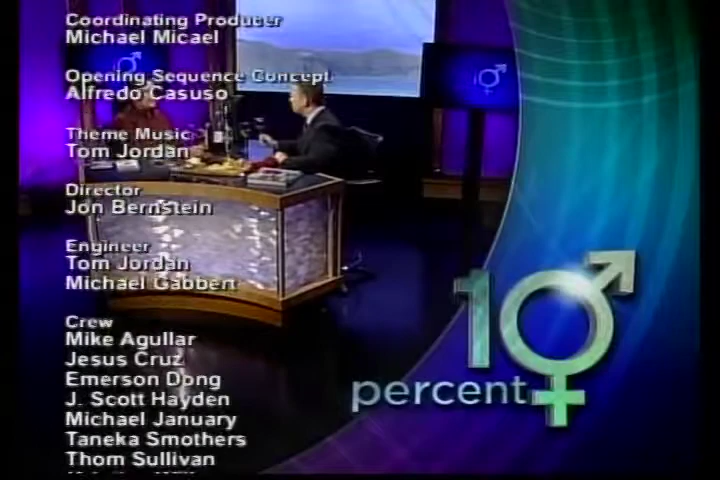 Coordinating Producer
Michael Micael
Opening Sequence Concept
Alfredo Casuso
Theme Music
Tom Jordan
Director
Jon Bernstein
Engineer
Tom Jordan
Michael Gabbert
Crew
Mike Agullar
Jesus Cruz
Emerson Dong
J. Scott Hayden
Michael January
Taneka Smothers
Thom Sullivan
10
percent